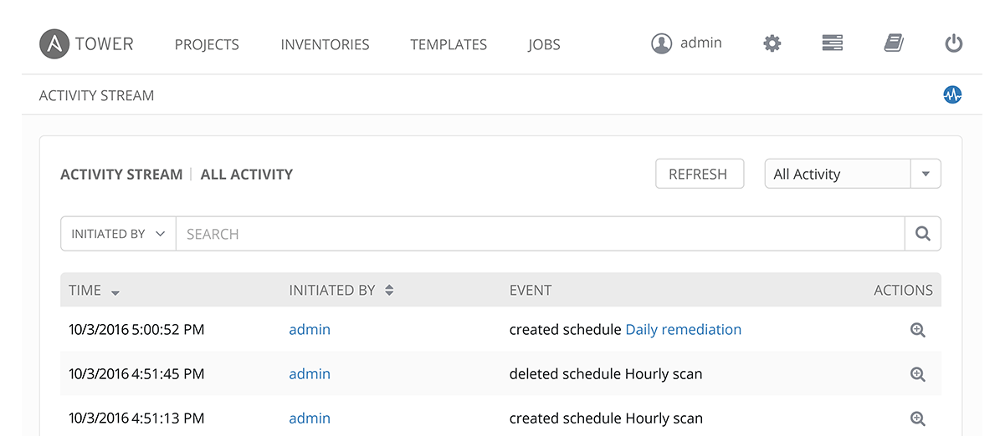 A TOWER PROJECTS INVENTORIES TEMPLATES JOBS admin
ACTIVITY STREAM
ACTIVITY STREAM | ALL ACTIVITY REFRESH All Activity
INITIATED BY SEARCH
TIME INITIATED BY EVENT ACTIONS
10/3/2016 5:00:52 PM admin created schedule Daily remediation
10/3/2016 4:51:45 PM admin deleted schedule Hourly scan
10/3/2016 4:51:13 PM admin created schedule Hourly scan